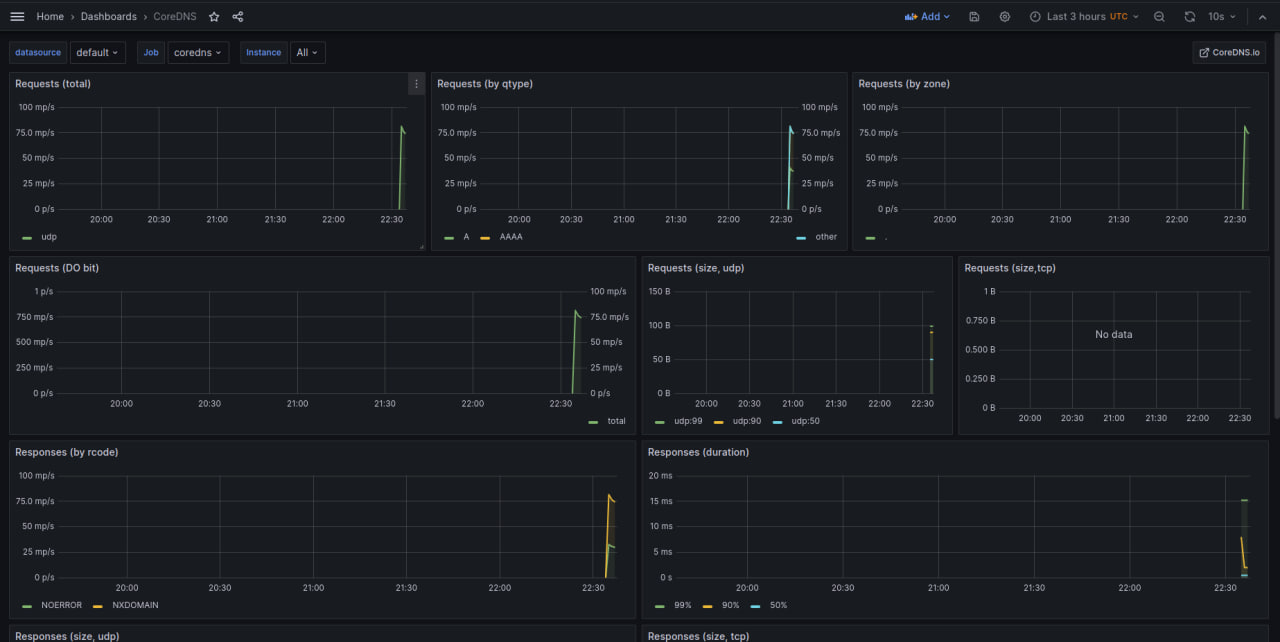 Home › Dashboards › CoreDNS Add Last 3 hours UTC 10s
datasource default Job coredns Instance All CoreDNS.io
Requests (total)
100 mp/s
75.0 mp/s
50 mp/s
25 mp/s
0 p/s
20:00 20:30 21:00 21:30 22:00 22:30
udp
Requests (by qtype)
100 mp/s 100 mp/s
75.0 mp/s 75.0 mp/s
50 mp/s 50 mp/s
25 mp/s 25 mp/s
0 p/s 0 p/s
20:00 20:30 21:00 21:30 22:00 22:30
A AAAA other
Requests (by zone)
100 mp/s
75.0 mp/s
50 mp/s
25 mp/s
0 p/s
20:00 20:30 21:00 21:30 22:00 22:30
.
Requests (DO bit)
1 p/s 100 mp/s
750 mp/s 75.0 mp/s
500 mp/s 50 mp/s
250 mp/s 25 mp/s
0 p/s 0 p/s
20:00 20:30 21:00 21:30 22:00 22:30
total
Requests (size, udp)
150 B
100 B
50 B
0 B
20:00 20:30 21:00 21:30 22:00 22:30
udp:99 udp:90 udp:50
Requests (size,tcp)
1 B
0.750 B
No data
0.500 B
0.250 B
0 B
20:00 20:30 21:00 21:30 22:00 22:30
Responses (by rcode)
100 mp/s
75.0 mp/s
50 mp/s
25 mp/s
0 p/s
20:00 20:30 21:00 21:30 22:00 22:30
NOERROR NXDOMAIN
Responses (duration)
20 ms
15 ms
10 ms
5 ms
0 s
20:00 20:30 21:00 21:30 22:00 22:30
99% 90% 50%
Responses (size, udp)
Responses (size, tcp)